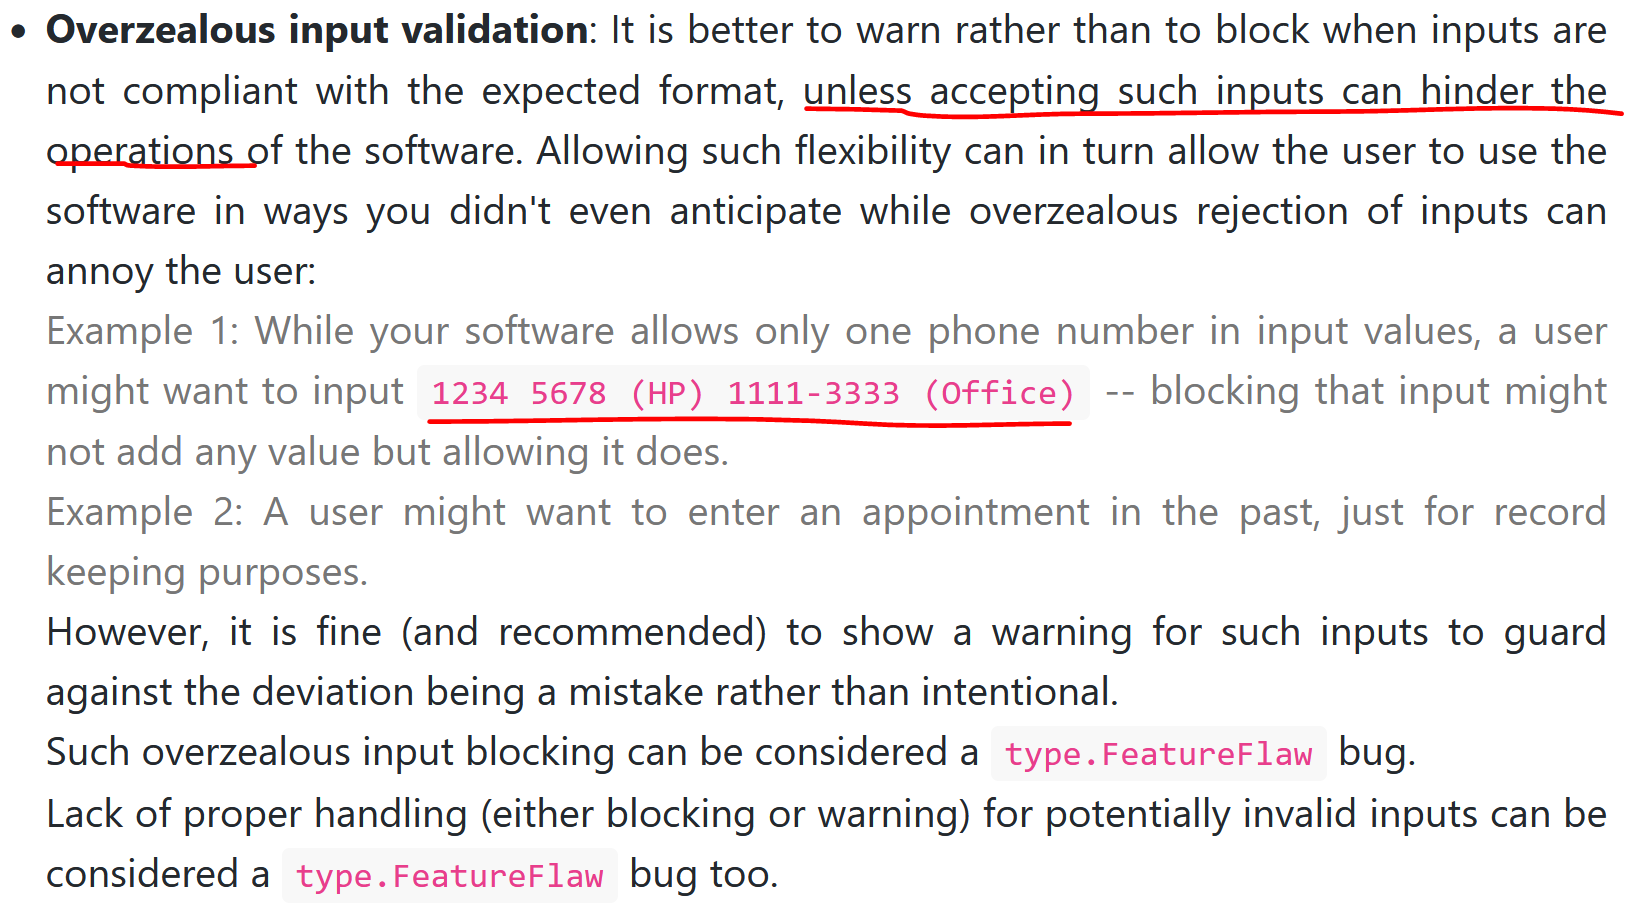 • Overzealous input validation: It is better to warn rather than to block when inputs are
not compliant with the expected format, unless accepting such inputs can hinder the
operations of the software. Allowing such flexibility can in turn allow the user to use the
software in ways you didn't even anticipate while overzealous rejection of inputs can
annoy the user:
Example 1: While your software allows only one phone number in input values, a user
might want to input 1234 5678 (HP) 1111-3333 (Office) -- blocking that input might
not add any value but allowing it does.
Example 2: A user might want to enter an appointment in the past, just for record
keeping purposes.
However, it is fine (and recommended) to show a warning for such inputs to guard
against the deviation being a mistake rather than intentional.
Such overzealous input blocking can be considered a type.FeatureFlaw bug.
Lack of proper handling (either blocking or warning) for potentially invalid inputs can be
considered a type.FeatureFlaw bug too.